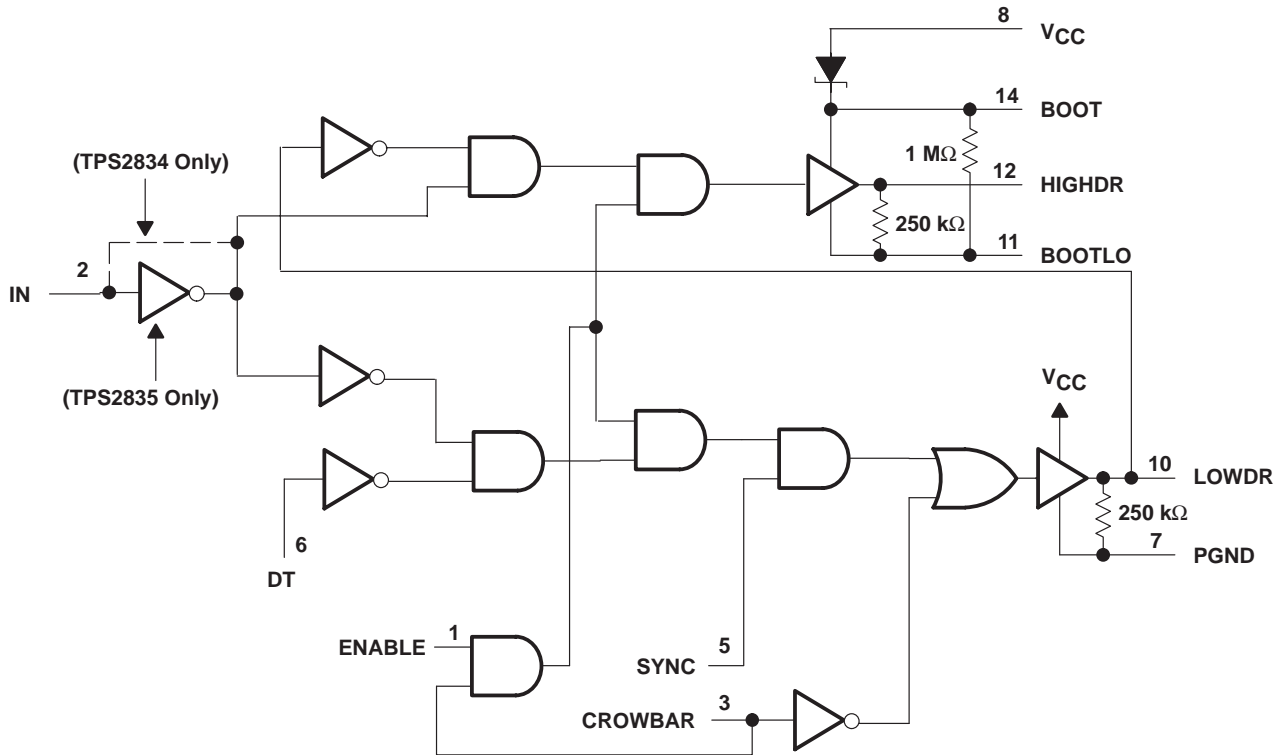 8
VCC
14
BOOT
(TPS2834 Only)
1 MΩ
12
HIGHDR
250 kΩ
11
BOOTLO
2
IN
(TPS2835 Only)
VCC
10
LOWDR
250 kΩ
6
7
PGND
DT
1
ENABLE
5
SYNC
3
CROWBAR